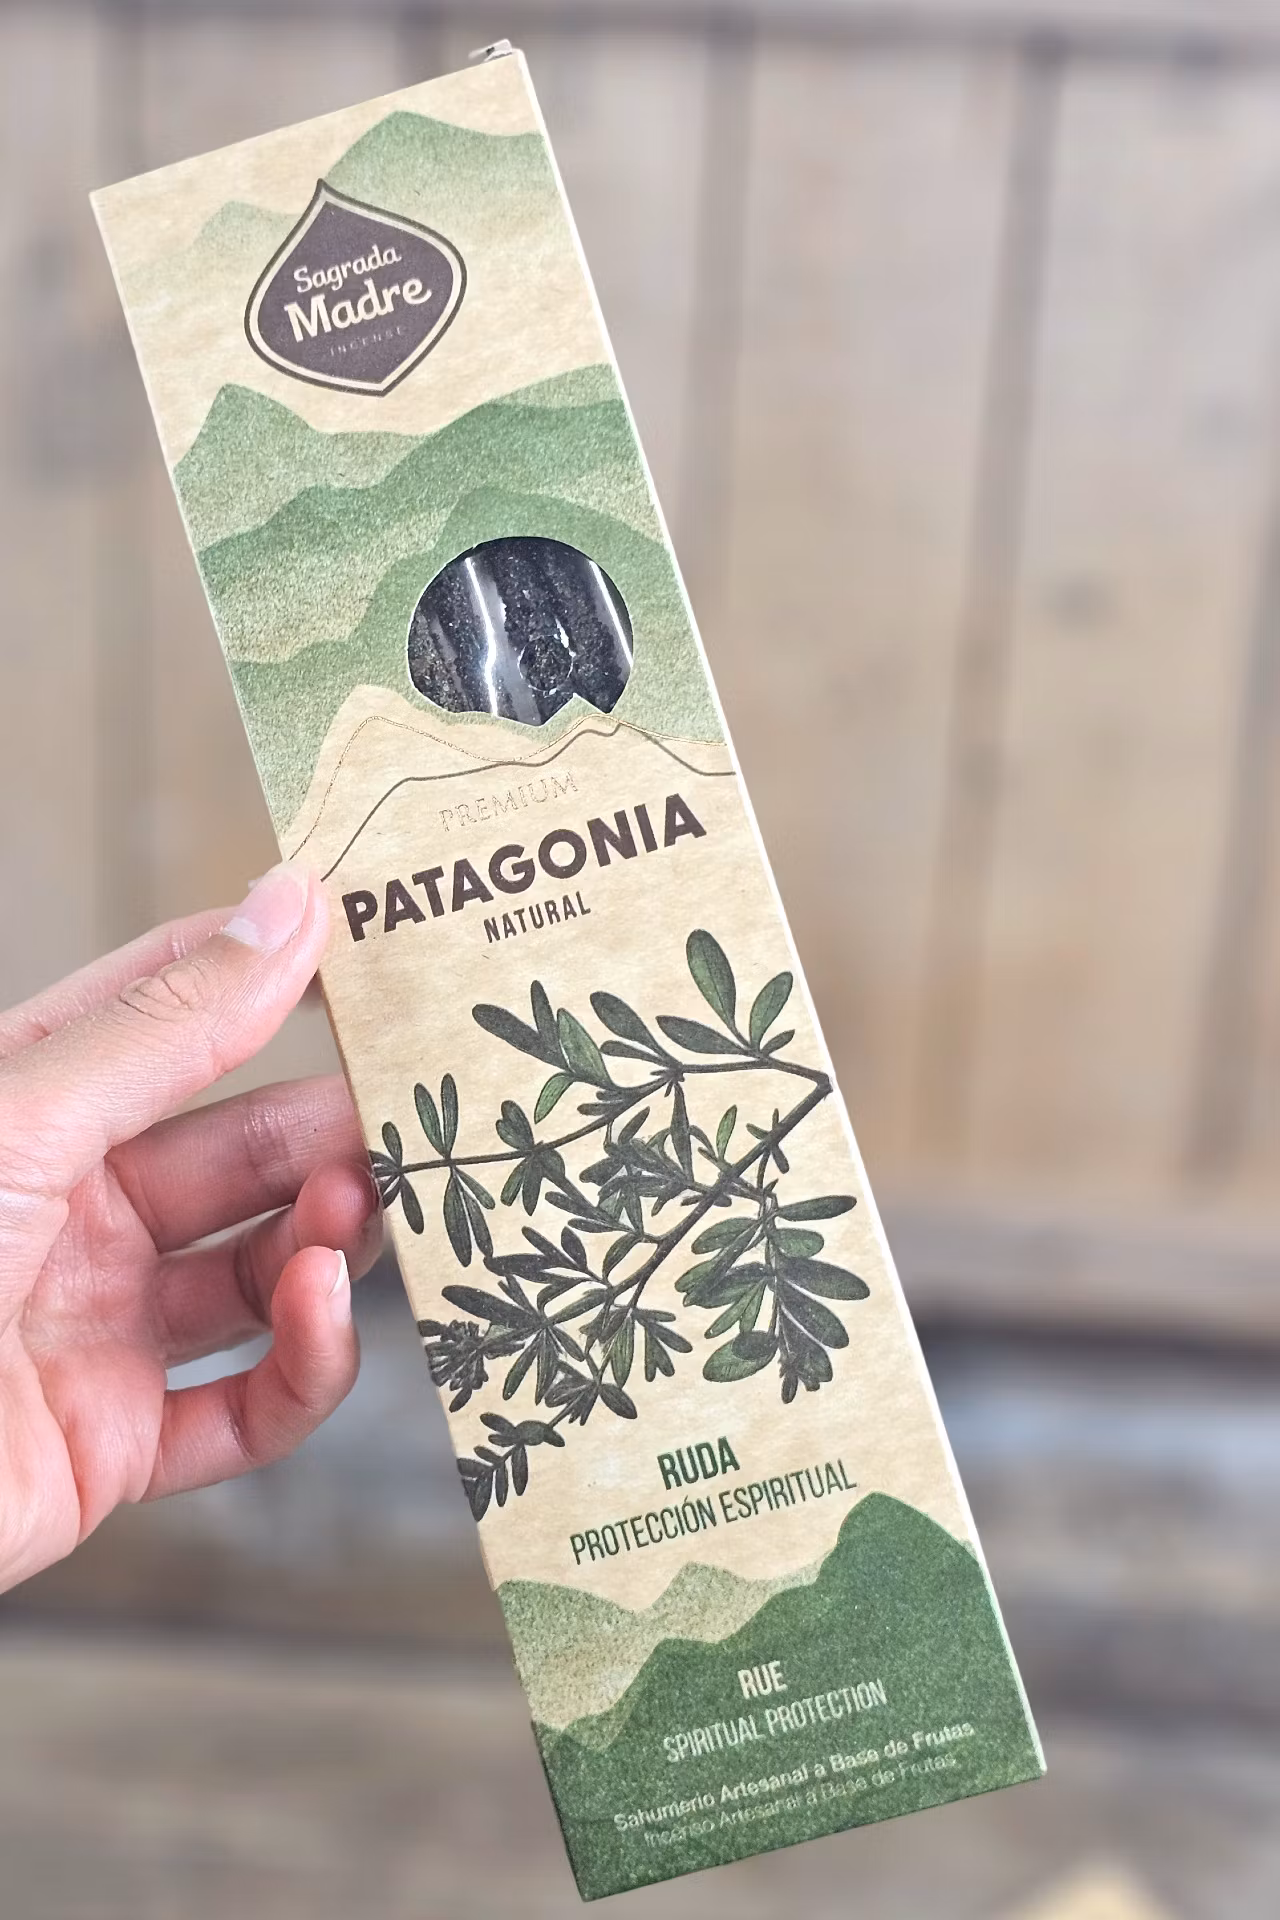 Sagrada
Madre
INCENSE
PREMIUM
PATAGONIA
NATURAL
RUDA
PROTECCIÓN ESPIRITUAL
RUE
SPIRITUAL PROTECTION
Sahumerio Artesanal a Base de Frutas
Incenso Artesanal à Base de Frutas